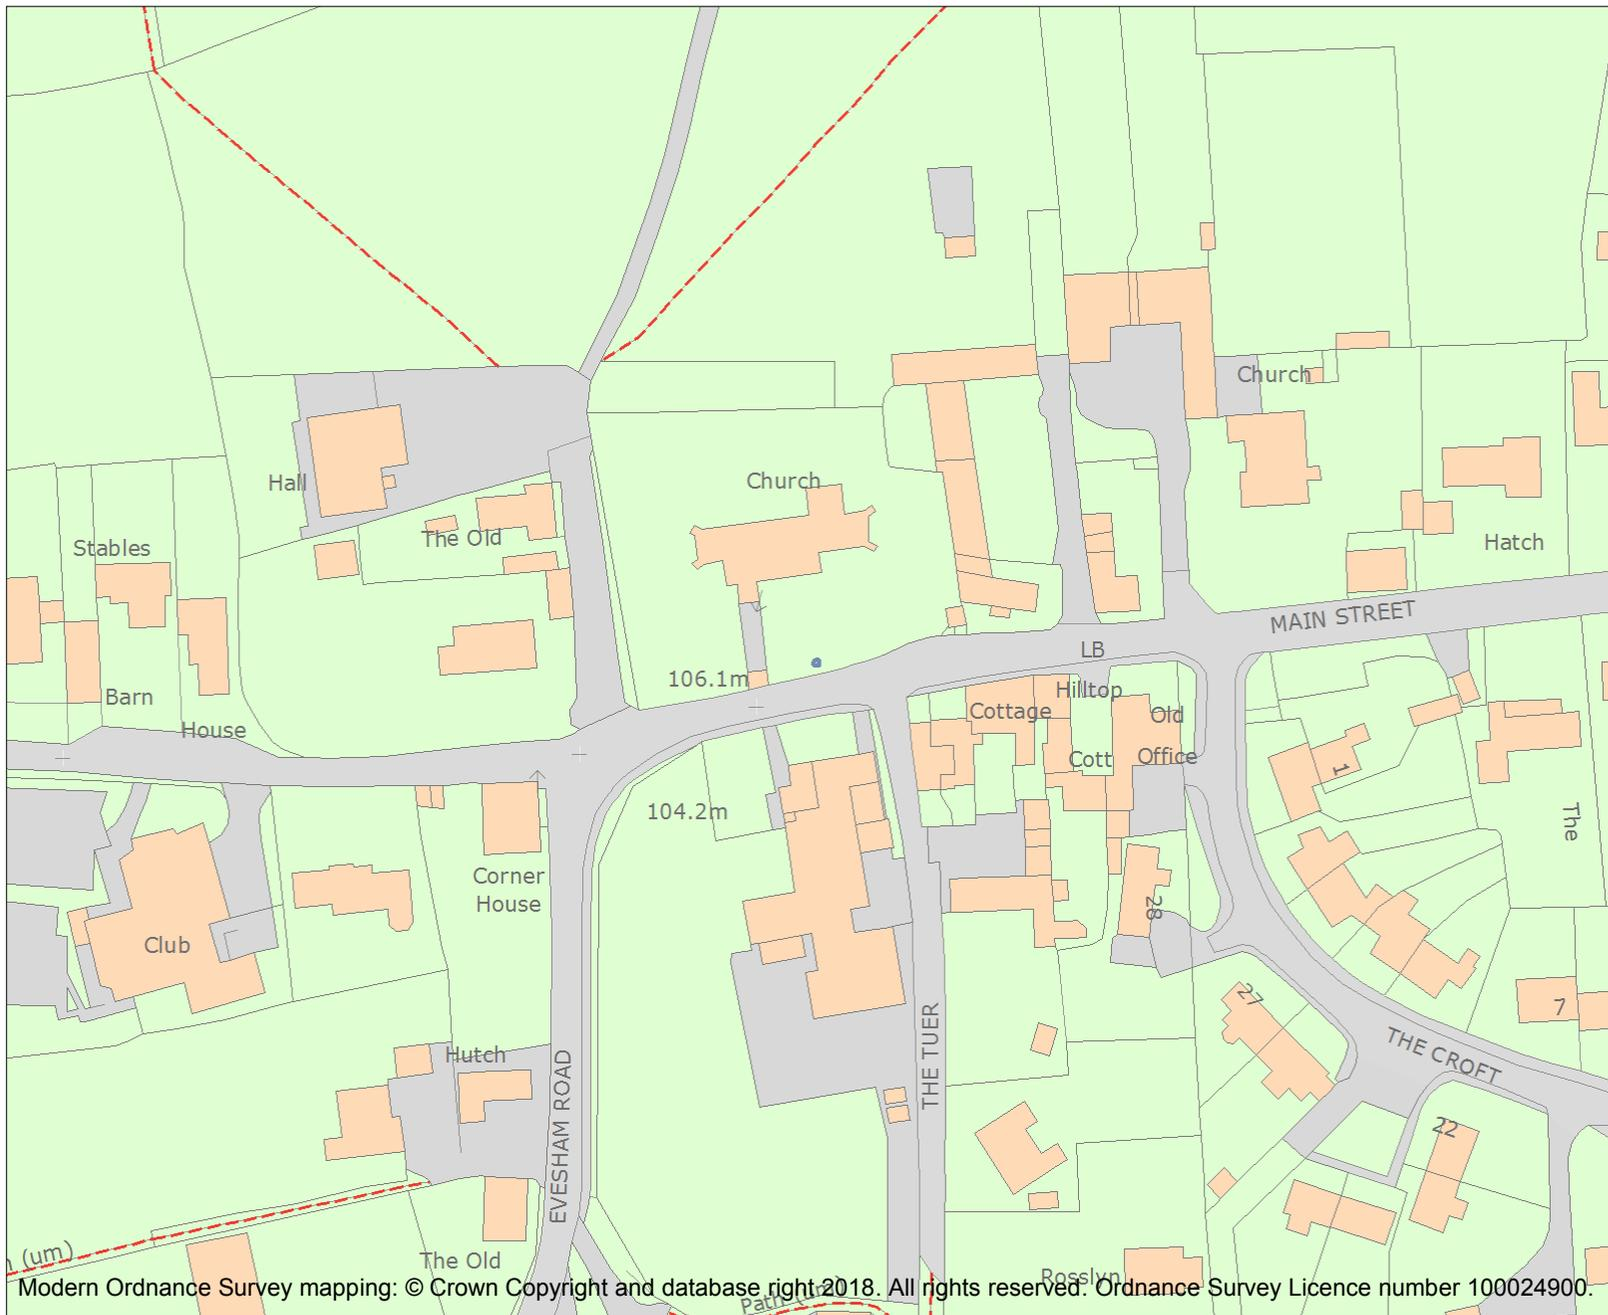 Church
Hall
Church
The Old
Stables
Hatch
MAIN STREET
LB
106.1m
Hilltop
Barn
Cottage
Old
House
Cott
Office
1
104.2m
The
Corner
House
28
Club
27
7
THE CROFT
Hutch
THE TUER
EVESHAM ROAD
22
(um)
The Old
Rosslyn
Path (um)
Modern Ordnance Survey mapping: © Crown Copyright and database right 2018. All rights reserved. Ordnance Survey Licence number 100024900.